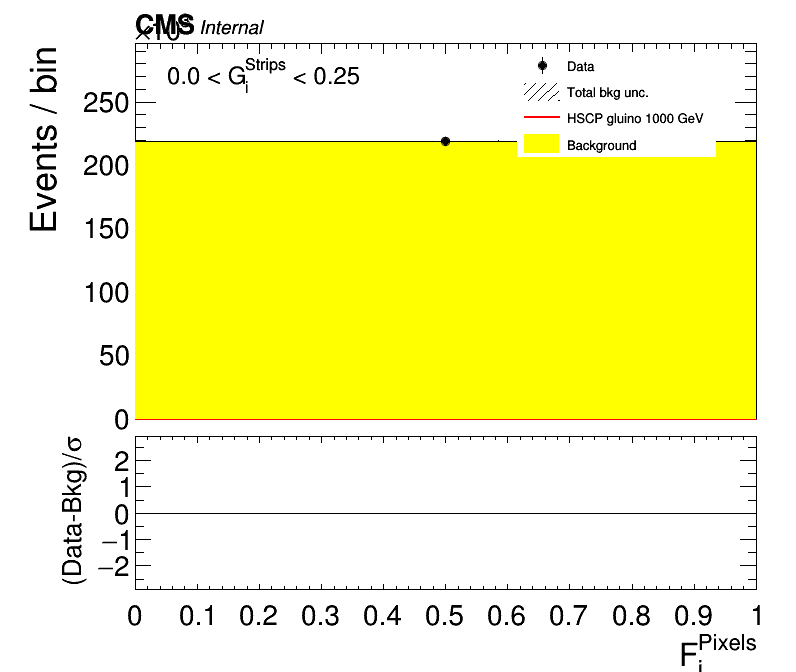 CMS Internal
×10³
0.0 < G_i^Strips < 0.25
Data
Total bkg unc.
HSCP gluino 1000 GeV
Background
Events / bin
250
200
150
100
50
0
(Data-Bkg)/σ
2
1
0
−1
−2
0 0.1 0.2 0.3 0.4 0.5 0.6 0.7 0.8 0.9 1
F_i^Pixels